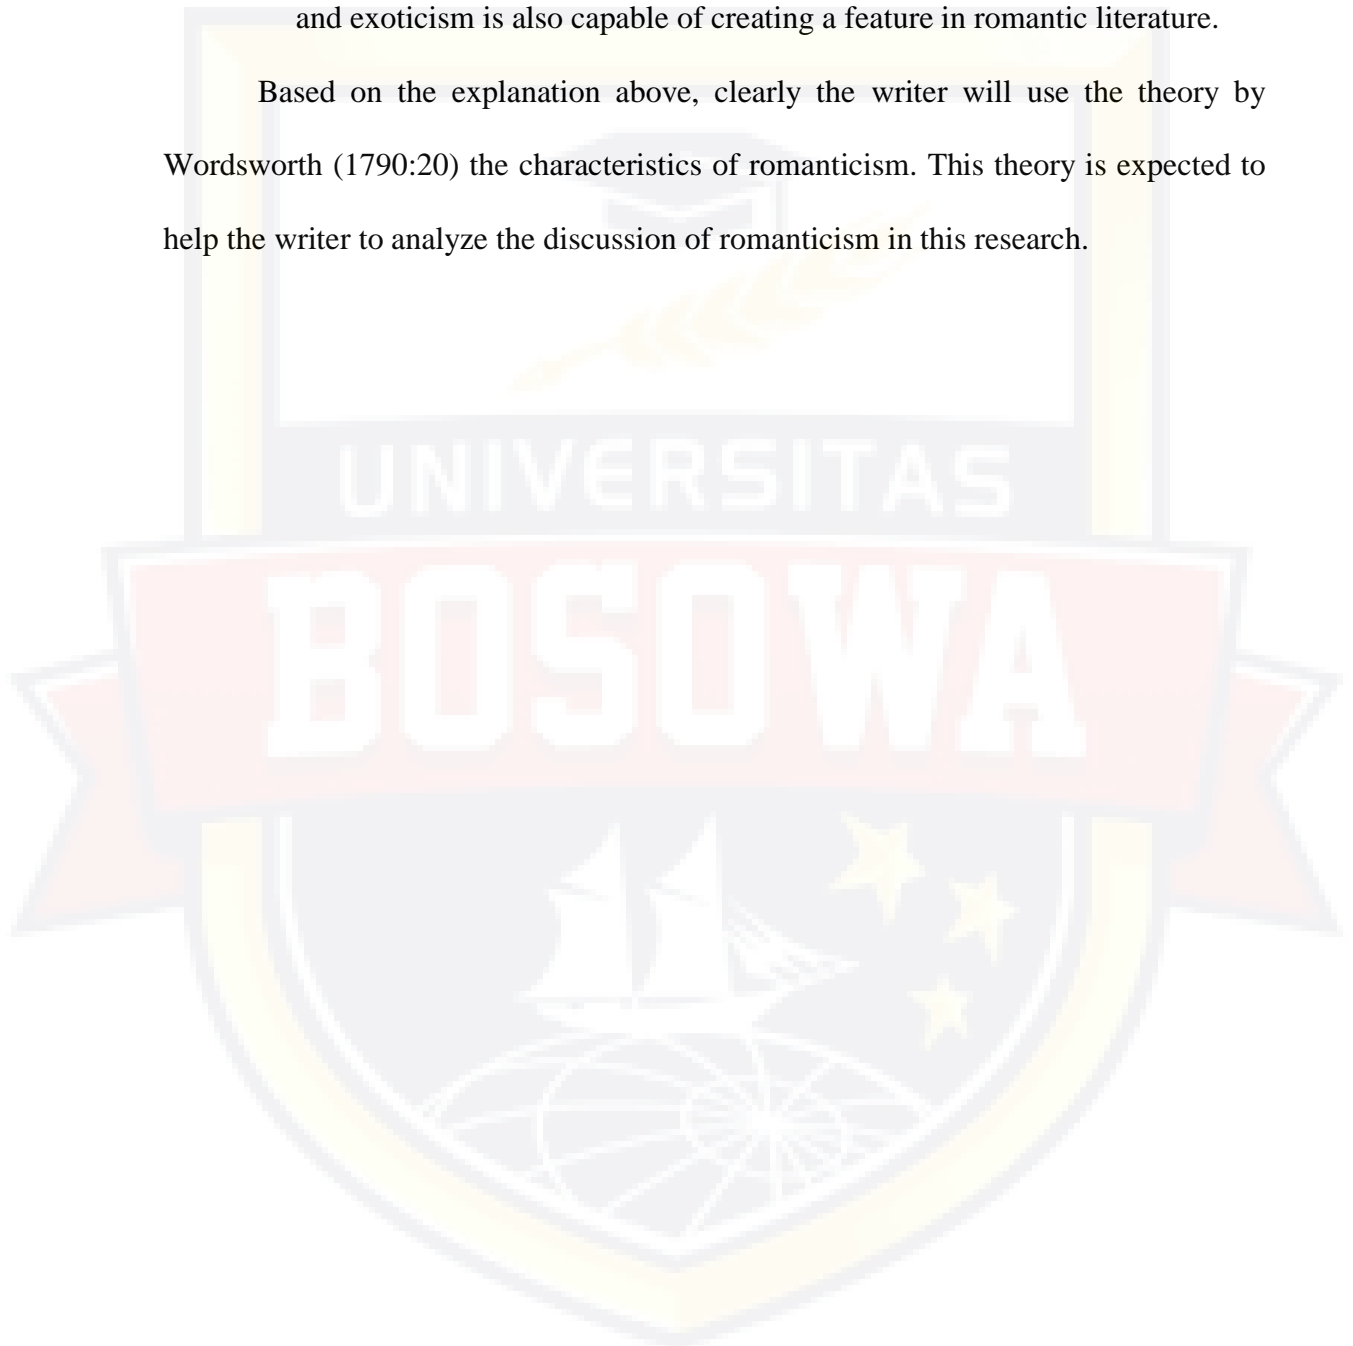 and exoticism is also capable of creating a feature in romantic literature.
Based on the explanation above, clearly the writer will use the theory by
Wordsworth (1790:20) the characteristics of romanticism. This theory is expected to
help the writer to analyze the discussion of romanticism in this research.
UNIVERSITAS
BOSOWA